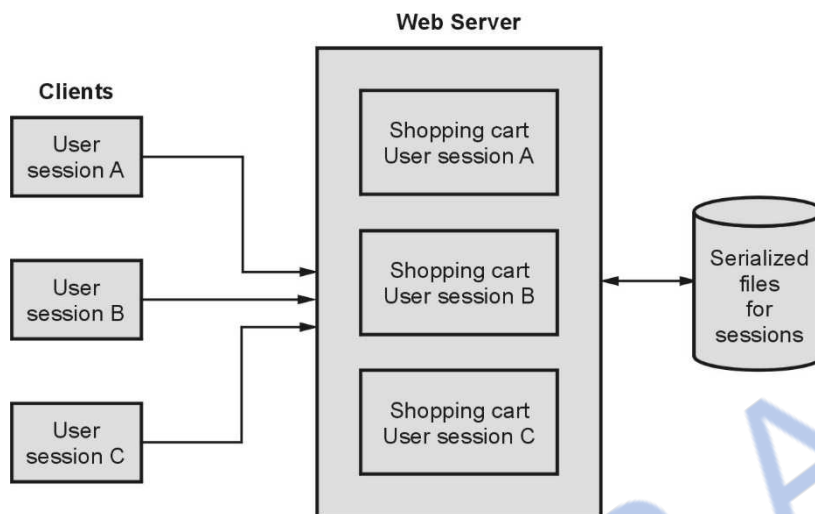 Web Server
Clients
User
session A
User
session B
User
session C
Shopping cart
User session A
Shopping cart
User session B
Shopping cart
User session C
Serialized
files
for
sessions